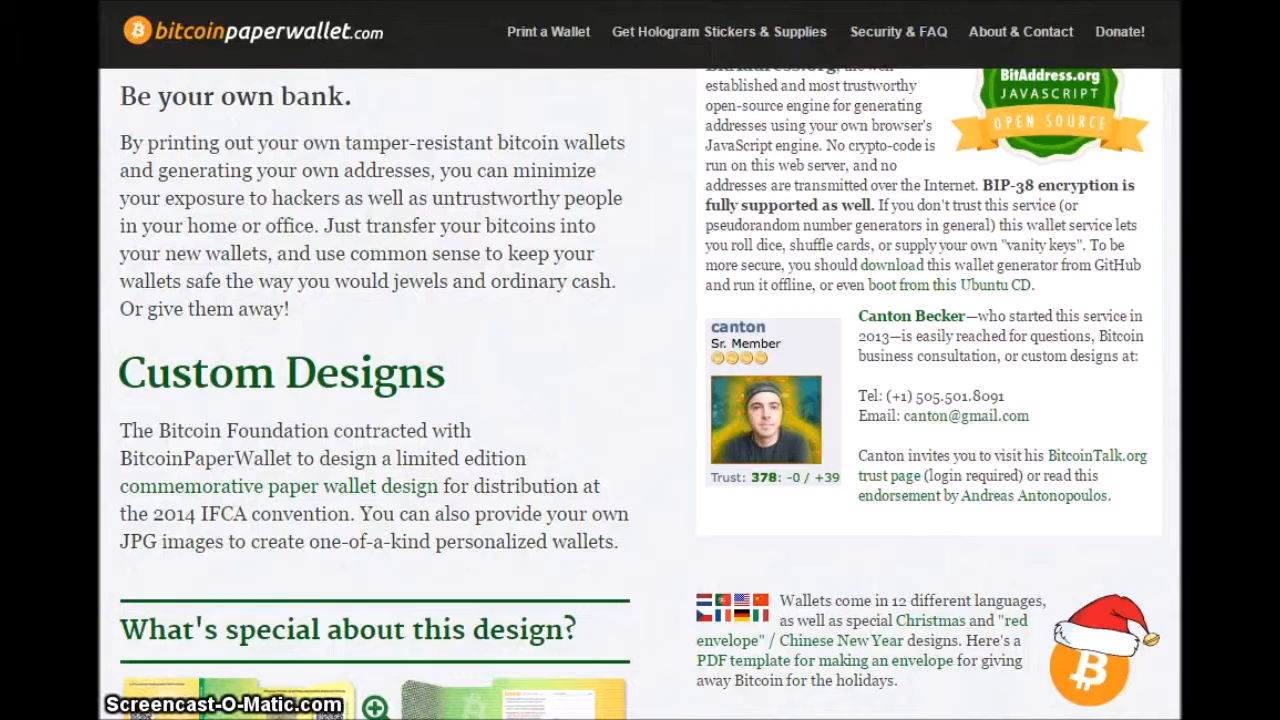 bitcoinpaperwallet.com
Print a Wallet
Get Hologram Stickers & Supplies
Security & FAQ
About & Contact
Donate!
Be your own bank.
By printing out your own tamper-resistant bitcoin wallets
and generating your own addresses, you can minimize
your exposure to hackers as well as untrustworthy people
in your home or office. Just transfer your bitcoins into
your new wallets, and use common sense to keep your
wallets safe the way you would jewels and ordinary cash.
Or give them away!
Custom Designs
The Bitcoin Foundation contracted with
BitcoinPaperWallet to design a limited edition
commemorative paper wallet design for distribution at
the 2014 IFCA convention. You can also provide your own
JPG images to create one-of-a-kind personalized wallets.
What's special about this design?
BitAddress.org, the well-
established and most trustworthy
open-source engine for generating
addresses using your own browser's
JavaScript engine. No crypto-code is
run on this web server, and no
addresses are transmitted over the Internet. BIP-38 encryption is
fully supported as well. If you don't trust this service (or
pseudorandom number generators in general) this wallet service lets
you roll dice, shuffle cards, or supply your own "vanity keys". To be
more secure, you should download this wallet generator from GitHub
and run it offline, or even boot from this Ubuntu CD.
BitAddress.org
JAVASCRIPT
OPEN SOURCE
canton
Sr. Member
Trust: 378: -0 / +39
Canton Becker—who started this service in
2013—is easily reached for questions, Bitcoin
business consultation, or custom designs at:
Tel: (+1) 505.501.8091
Email: canton@gmail.com
Canton invites you to visit his BitcoinTalk.org
trust page (login required) or read this
endorsement by Andreas Antonopoulos.
Wallets come in 12 different languages,
as well as special Christmas and "red
envelope" / Chinese New Year designs. Here's a
PDF template for making an envelope for giving
away Bitcoin for the holidays.
Screencast-O-Matic.com